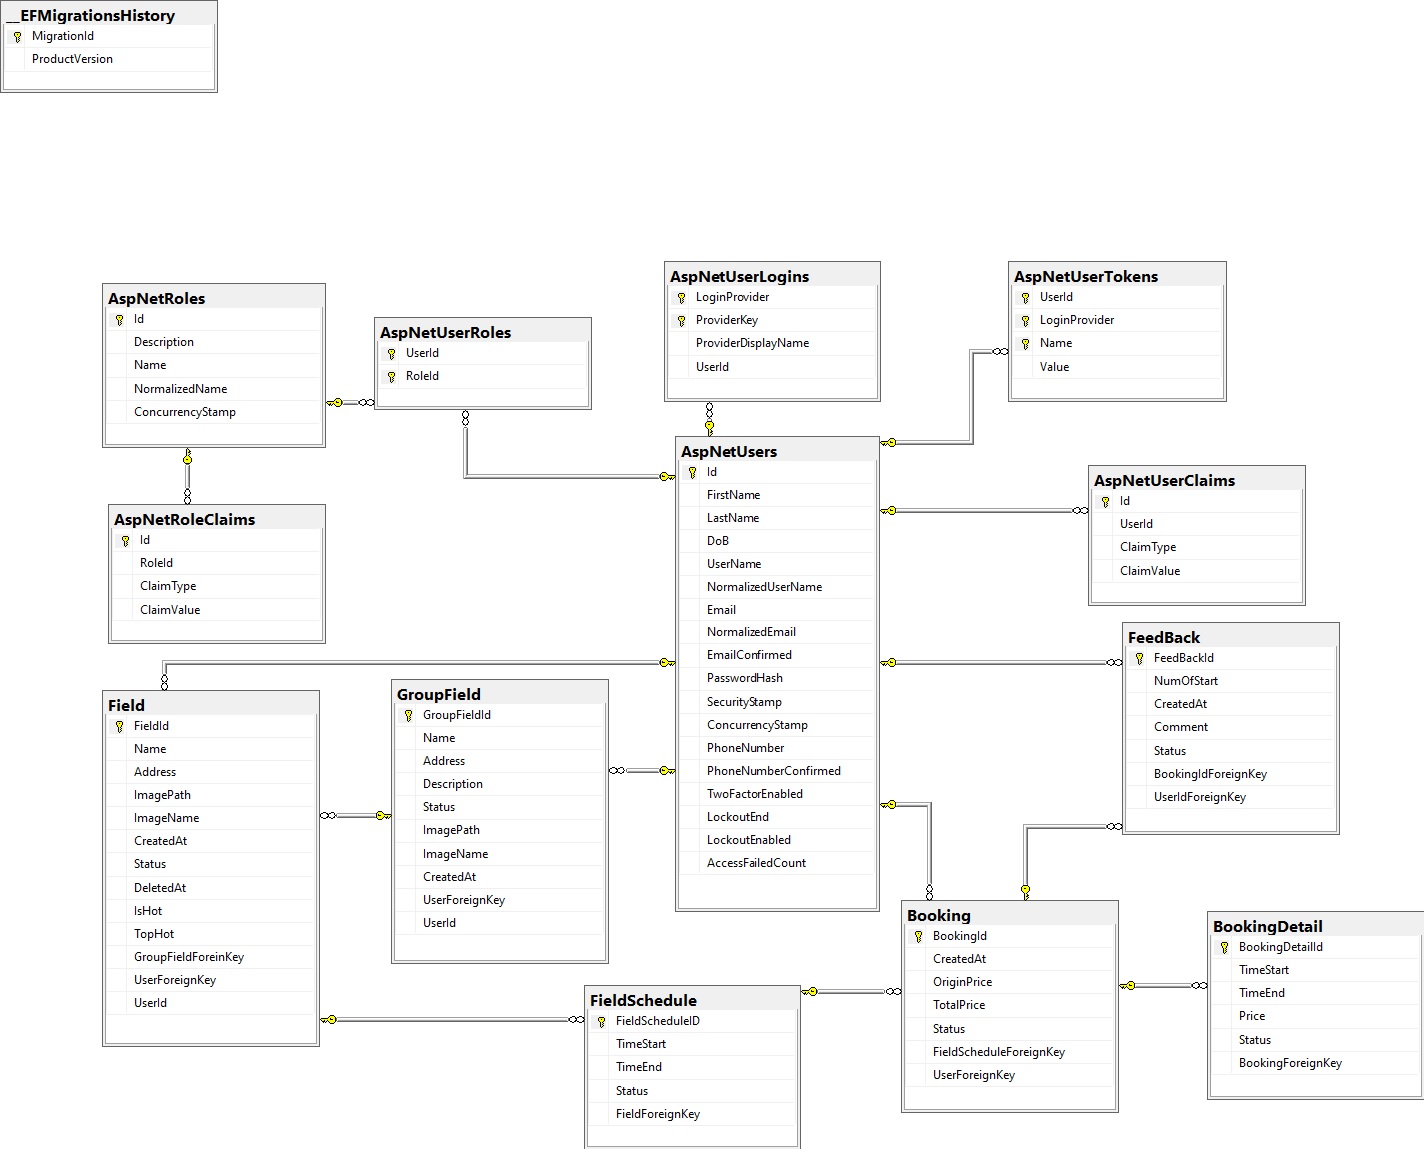 __EFMigrationsHistory
MigrationId
ProductVersion
AspNetRoles
Id
Description
Name
NormalizedName
ConcurrencyStamp
AspNetUserRoles
UserId
RoleId
AspNetUserLogins
LoginProvider
ProviderKey
ProviderDisplayName
UserId
AspNetUserTokens
UserId
LoginProvider
Name
Value
AspNetRoleClaims
Id
RoleId
ClaimType
ClaimValue
AspNetUsers
Id
FirstName
LastName
DoB
UserName
NormalizedUserName
Email
NormalizedEmail
EmailConfirmed
PasswordHash
SecurityStamp
ConcurrencyStamp
PhoneNumber
PhoneNumberConfirmed
TwoFactorEnabled
LockoutEnd
LockoutEnabled
AccessFailedCount
AspNetUserClaims
Id
UserId
ClaimType
ClaimValue
FeedBack
FeedBackId
NumOfStart
CreatedAt
Comment
Status
BookingIdForeignKey
UserIdForeignKey
Field
FieldId
Name
Address
ImagePath
ImageName
CreatedAt
Status
DeletedAt
IsHot
TopHot
GroupFieldForeinKey
UserForeignKey
UserId
GroupField
GroupFieldId
Name
Address
Description
Status
ImagePath
ImageName
CreatedAt
UserForeignKey
UserId
FieldSchedule
FieldScheduleID
TimeStart
TimeEnd
Status
FieldForeignKey
Booking
BookingId
CreatedAt
OriginPrice
TotalPrice
Status
FieldScheduleForeignKey
UserForeignKey
BookingDetail
BookingDetailId
TimeStart
TimeEnd
Price
Status
BookingForeignKey